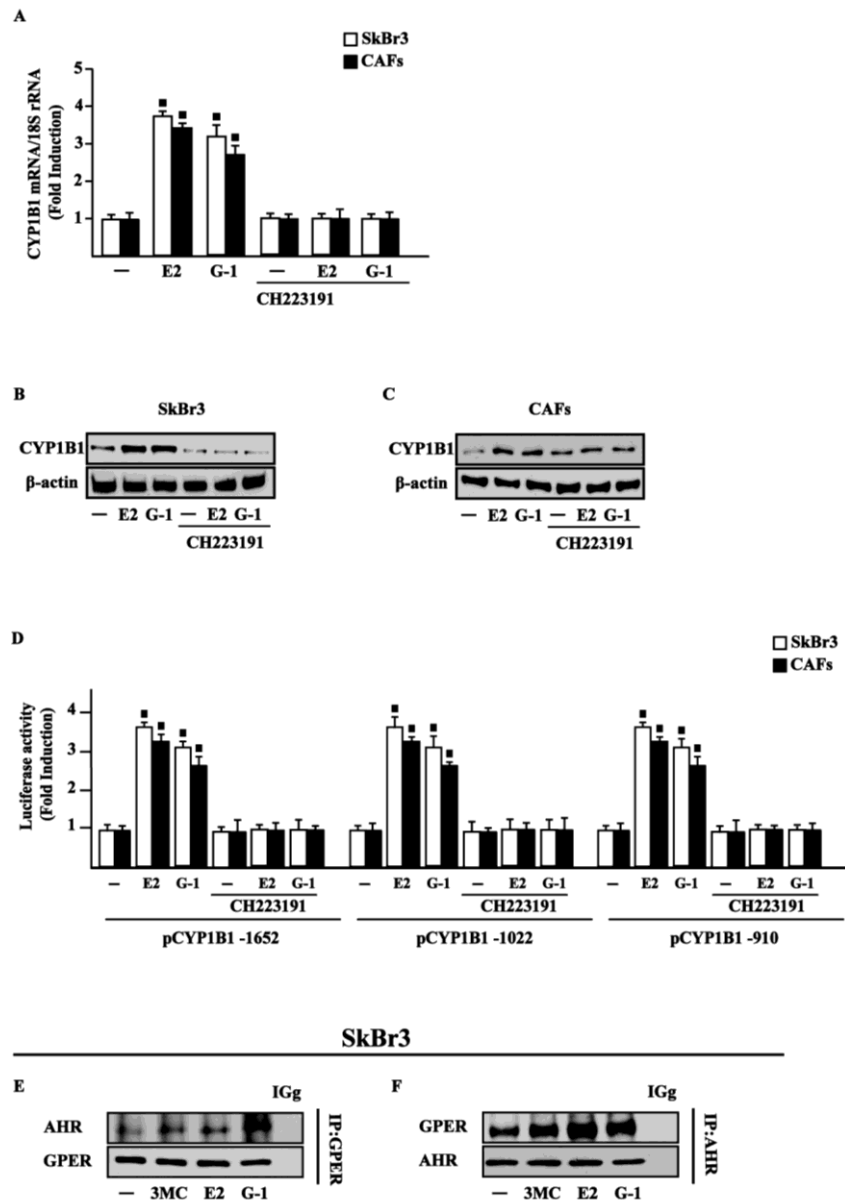 A
SkBr3
CAFs
CYP1B1 mRNA/18S rRNA
(Fold Induction)
5
4
3
2
1
— E2 G-1 — E2 G-1
CH223191
B
SkBr3
CYP1B1
β-actin
— E2 G-1 — E2 G-1
CH223191
C
CAFs
CYP1B1
β-actin
— E2 G-1 — E2 G-1
CH223191
D
SkBr3
CAFs
Luciferase activity
(Fold Induction)
4
3
2
1
— E2 G-1 — E2 G-1 — E2 G-1 — E2 G-1 — E2 G-1 — E2 G-1
CH223191 CH223191 CH223191
pCYP1B1 -1652 pCYP1B1 -1022 pCYP1B1 -910
SkBr3
E
IGg
AHR
GPER
IP:GPER
— 3MC E2 G-1
F
IGg
GPER
AHR
IP:AHR
— 3MC E2 G-1